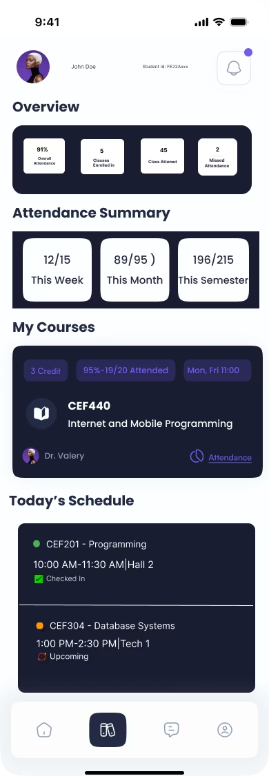 9:41
John Doe
Student Id: FE22Axxx
Overview
91%
Overall
Attendance
5
Classes
Enrolled in
45
Class Attened
2
Missed
Attendance
Attendance Summary
12/15
This Week
89/95 )
This Month
196/215
This Semester
My Courses
3 Credit
95%-19/20 Attended
Mon, Fri 11:00
CEF440
Internet and Mobile Programming
Dr. Valery
Attendance
Today's Schedule
CEF201 - Programming
10:00 AM-11:30 AM|Hall 2
Checked In
CEF304 - Database Systems
1:00 PM-2:30 PM|Tech 1
Upcoming